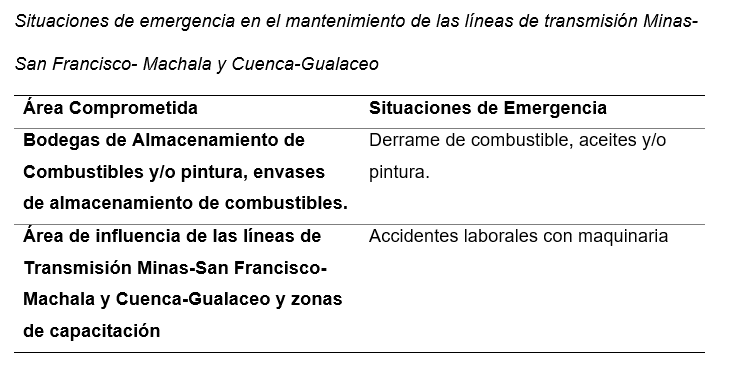 Situaciones de emergencia en el mantenimiento de las líneas de transmisión Minas-
San Francisco- Machala y Cuenca-Gualaceo
Área Comprometida Situaciones de Emergencia
Bodegas de Almacenamiento de Derrame de combustible, aceites y/o
Combustibles y/o pintura, envases pintura.
de almacenamiento de combustibles.
Área de influencia de las líneas de Accidentes laborales con maquinaria
Transmisión Minas-San Francisco-
Machala y Cuenca-Gualaceo y zonas
de capacitación